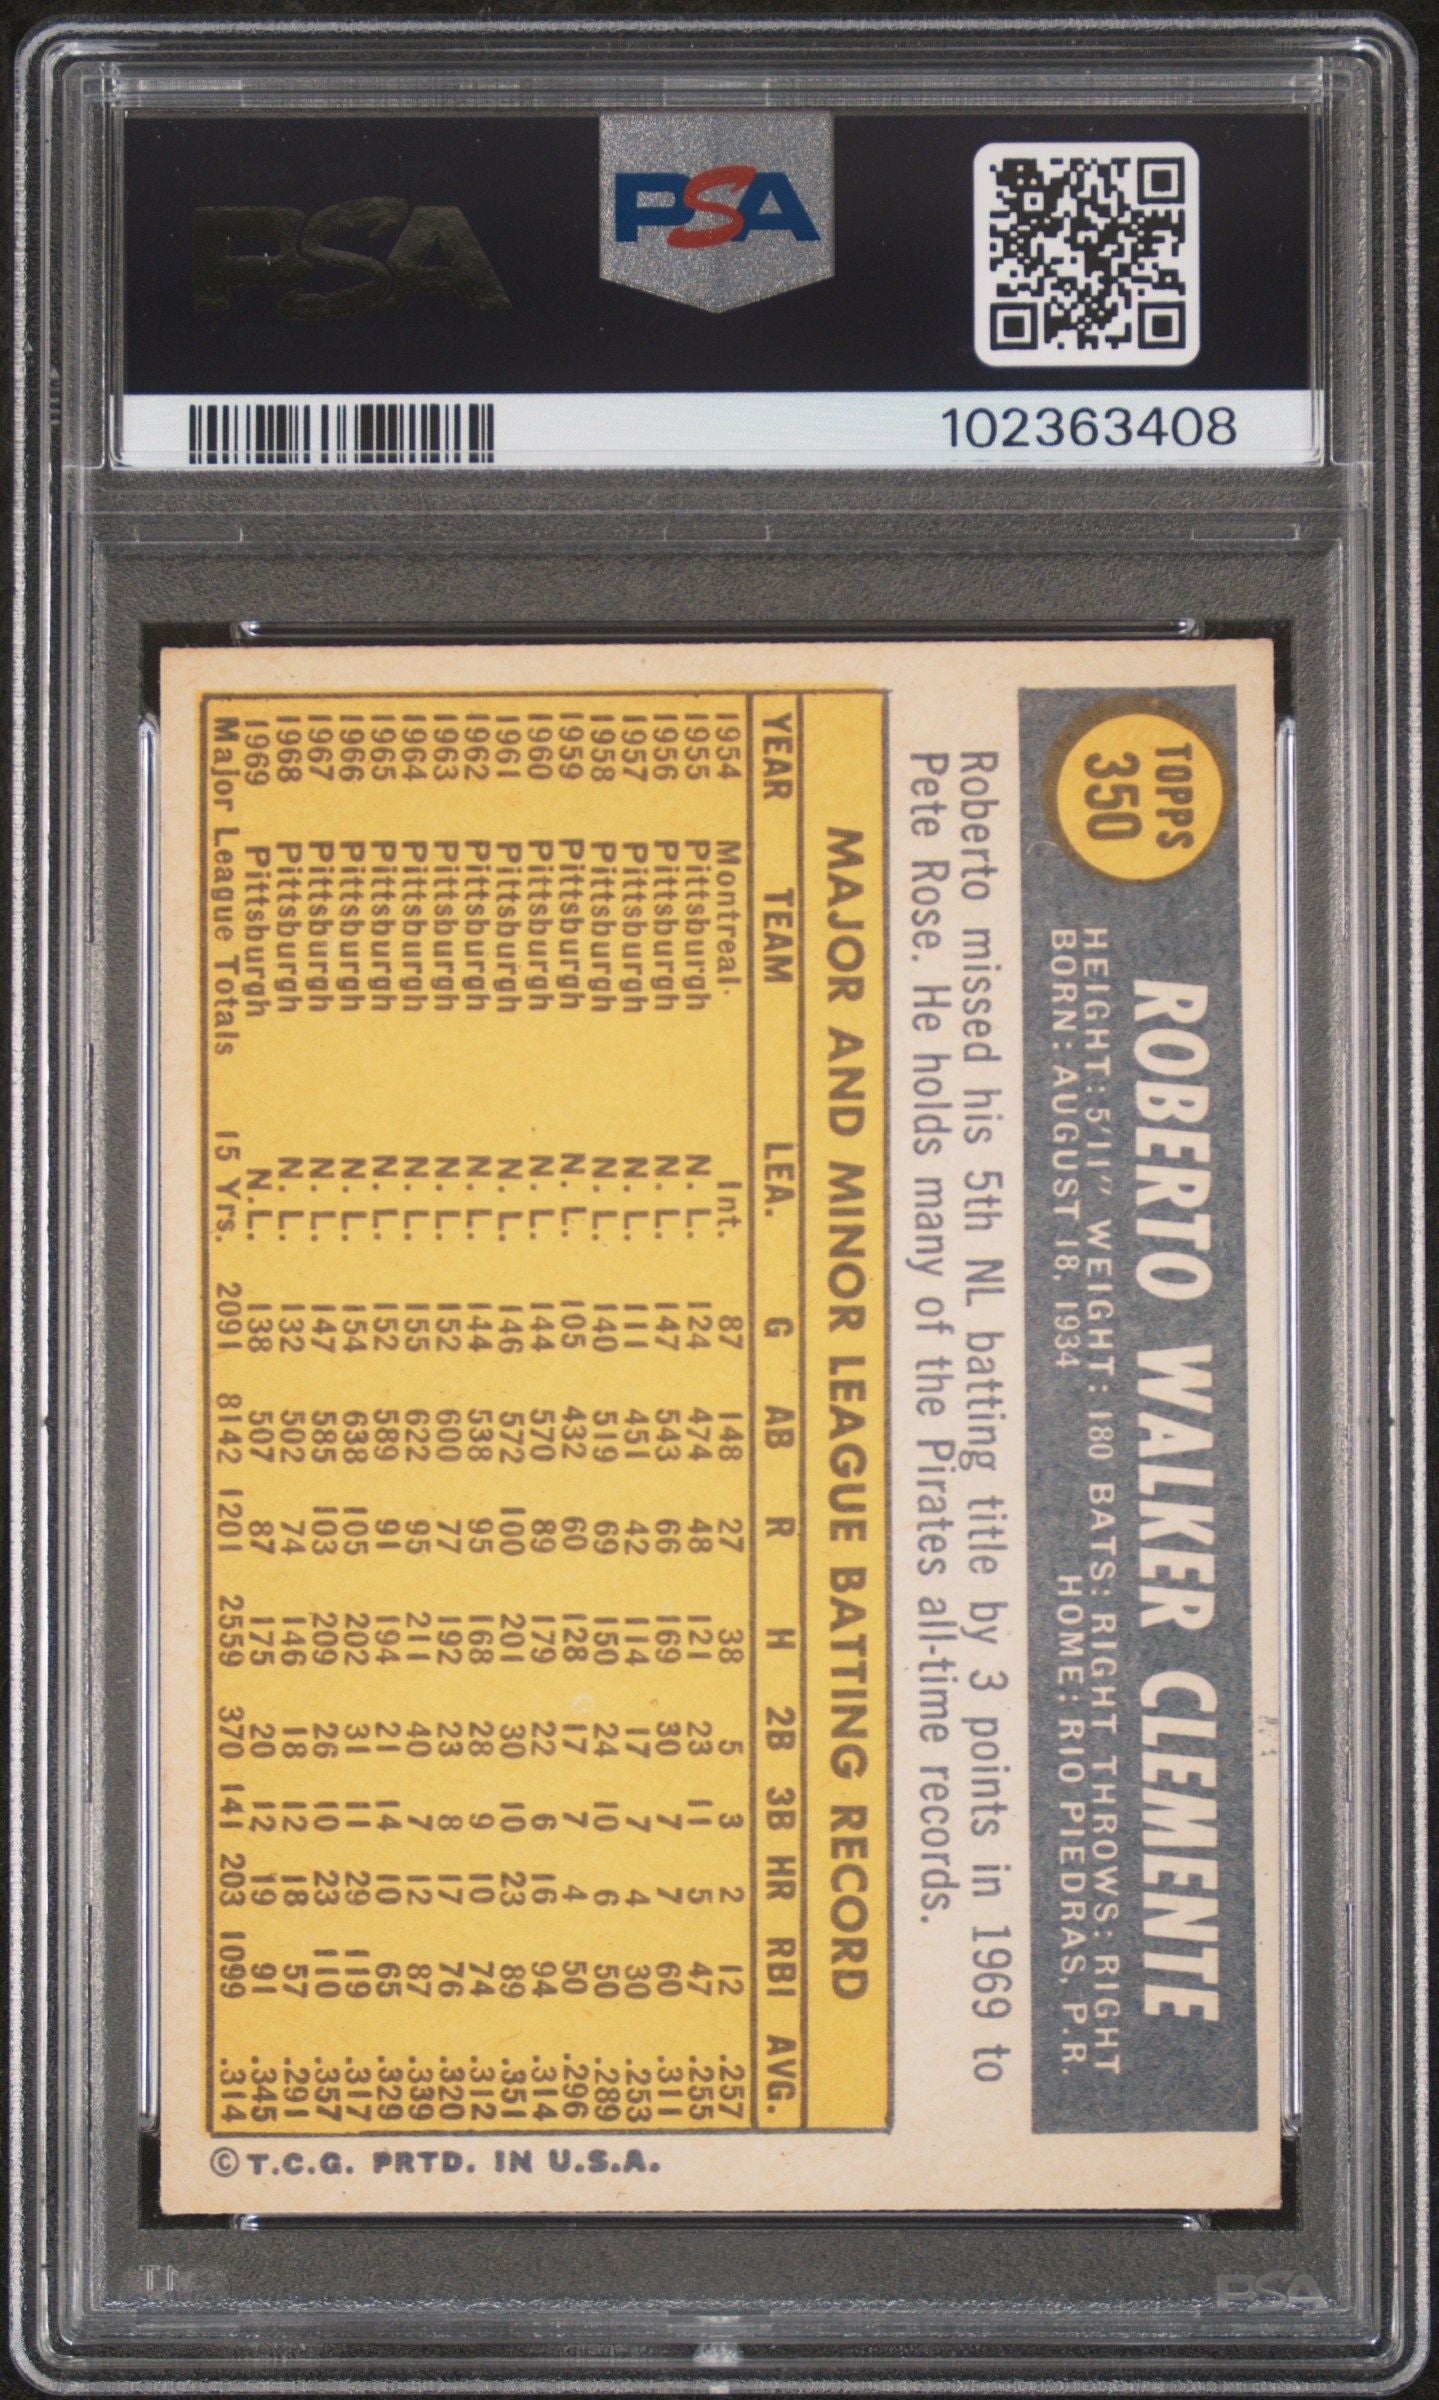 PSA
PSA
102363408
TOPPS
350
ROBERTO WALKER CLEMENTE
HEIGHT: 5'11" WEIGHT: 180 BATS: RIGHT THROWS: RIGHT
BORN: AUGUST 18, 1934 HOME: RIO PIEDRAS, P.R.
Roberto missed his 5th NL batting title by 3 points in 1969 to
Pete Rose. He holds many of the Pirates all-time records.
MAJOR AND MINOR LEAGUE BATTING RECORD
YEAR TEAM LEA. G AB R H 2B 3B HR RBI AVG.
1954 Montreal Int. 87 148 27 38 5 3 2 12 .257
1955 Pittsburgh N. L. 124 474 48 121 23 11 5 47 .255
1956 Pittsburgh N. L. 147 543 66 169 30 7 7 60 .311
1957 Pittsburgh N. L. 111 451 42 114 17 7 4 30 .253
1958 Pittsburgh N. L. 140 519 69 150 24 10 6 50 .289
1959 Pittsburgh N. L. 105 432 60 128 17 7 4 50 .296
1960 Pittsburgh N. L. 144 570 89 179 22 6 16 94 .314
1961 Pittsburgh N. L. 146 572 100 201 30 10 23 89 .351
1962 Pittsburgh N. L. 144 538 95 168 28 9 10 74 .312
1963 Pittsburgh N. L. 152 600 77 192 23 8 17 76 .320
1964 Pittsburgh N. L. 155 622 95 211 40 7 12 87 .339
1965 Pittsburgh N. L. 152 589 91 194 21 14 10 65 .329
1966 Pittsburgh N. L. 154 638 105 202 31 11 29 119 .317
1967 Pittsburgh N. L. 147 585 103 209 26 10 23 110 .357
1968 Pittsburgh N. L. 132 502 74 146 18 12 18 57 .291
1969 Pittsburgh N. L. 138 507 87 175 20 12 19 91 .345
Major League Totals 15 Yrs. 2091 8142 1201 2559 370 141 203 1099 .314
© T.C.G. PRTD. IN U.S.A.
PSA